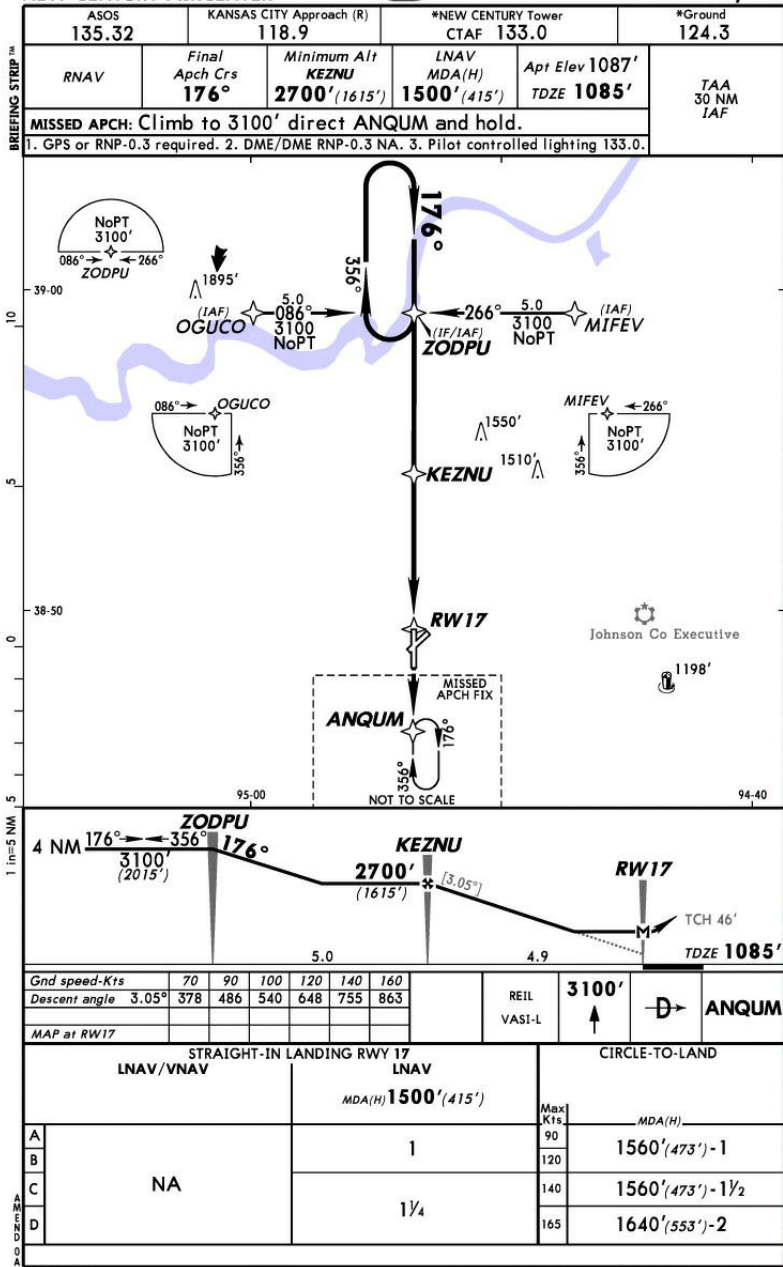 ASOS
135.32
KANSAS CITY Approach (R)
118.9
*NEW CENTURY Tower
CTAF 133.0
*Ground
124.3
BRIEFING STRIP™
RNAV
Final
Apch Crs
176°
Minimum Alt
KEZNU
2700'(1615')
LNAV
MDA(H)
1500'(415')
Apt Elev 1087'
TDZE 1085'
TAA
30 NM
IAF
MISSED APCH: Climb to 3100' direct ANQUM and hold.
1. GPS or RNP-0.3 required. 2. DME/DME RNP-0.3 NA. 3. Pilot controlled lighting 133.0.
NoPT
3100'
086° 266°
ZODPU
1895'
39-00
10
356°
176°
(IAF)
OGUCO
5.0
086°
3100
NoPT
(IF/IAF)
ZODPU
5.0
266°
3100
NoPT
(IAF)
MIFEV
086° OGUCO
NoPT
3100'
356°
MIFEV 266°
NoPT
3100'
356°
1550'
1510'
KEZNU
5
38-50
RW17
0
Johnson Co Executive
1198'
MISSED
APCH FIX
ANQUM
176°
356°
NOT TO SCALE
5
95-00
94-40
1 in=5 NM
ZODPU
4 NM 176° 356° 176°
3100'
(2015')
KEZNU
2700'
(1615')
[3.05°]
RW17
M
TCH 46'
TDZE 1085'
5.0
4.9
Gnd speed-Kts 70 90 100 120 140 160
Descent angle 3.05° 378 486 540 648 755 863
MAP at RW17
REIL
VASI-L
3100'
D
ANQUM
STRAIGHT-IN LANDING RWY 17
CIRCLE-TO-LAND
LNAV/VNAV
LNAV
MDA(H) 1500'(415')
Max
Kts
MDA(H)
A
B
C
D
NA
1
1¼
90
120
1560'(473')-1
140
1560'(473')-1½
165
1640'(553')-2
AMEND 0A